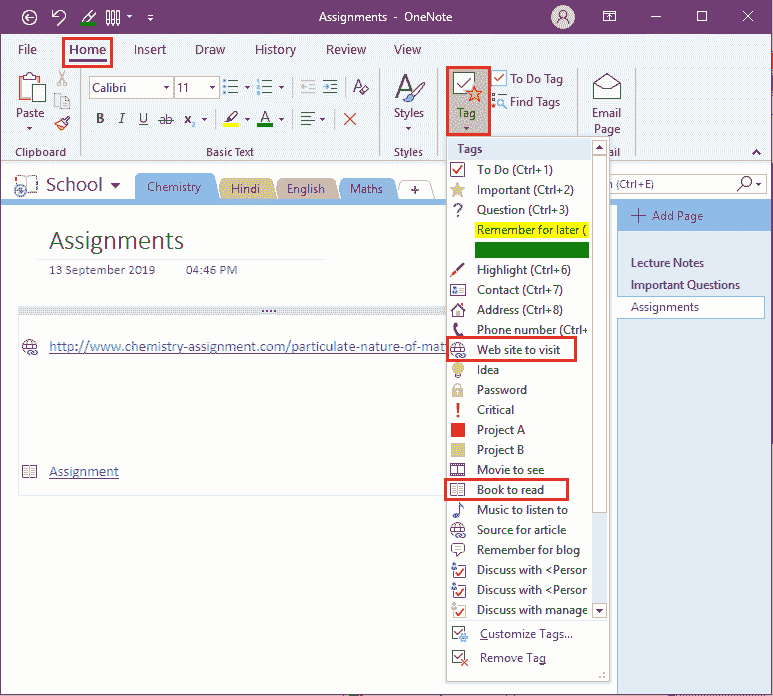 Assignments - OneNote
File Home Insert Draw History Review View
Paste
Clipboard
Calibri 11
B I U ab x
A
Basic Text
Styles
Styles
Tag
To Do Tag
Find Tags
Email
Page
ail
School Chemistry Hindi English Maths +
(Ctrl+E)
Assignments
13 September 2019 04:46 PM
http://www.chemistry-assignment.com/particulate-nature-of-mat
Assignment
Tags
To Do (Ctrl+1)
Important (Ctrl+2)
Question (Ctrl+3)
Remember for later (
Highlight (Ctrl+6)
Contact (Ctrl+7)
Address (Ctrl+8)
Phone number (Ctrl+
Web site to visit
Idea
Password
Critical
Project A
Project B
Movie to see
Book to read
Music to listen to
Source for article
Remember for blog
Discuss with <Person
Discuss with <Person
Discuss with manage
Customize Tags...
Remove Tag
Add Page
Lecture Notes
Important Questions
Assignments